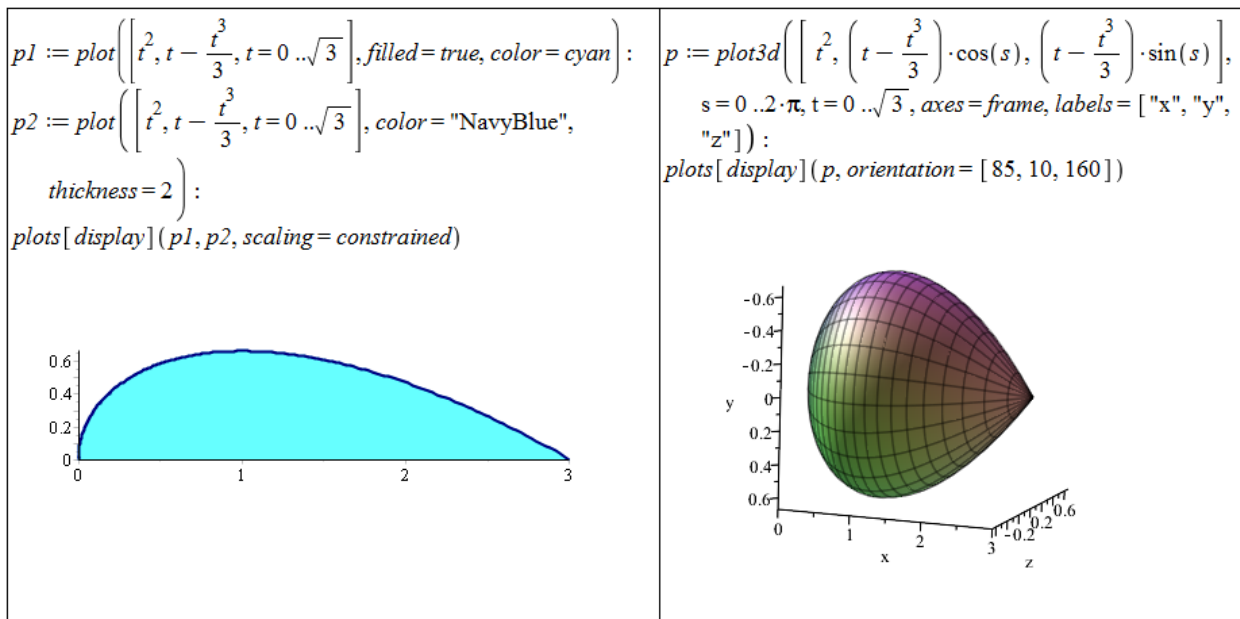 p1 := plot([t^2, t − t^3/3, t = 0 ..√3], filled = true, color = cyan) :
p2 := plot([t^2, t − t^3/3, t = 0 ..√3], color = "NavyBlue",
thickness = 2) :
plots[display](p1, p2, scaling = constrained)
0.6
0.4
0.2
0
0 1 2 3
p := plot3d([t^2, (t − t^3/3)·cos(s), (t − t^3/3)·sin(s)],
s = 0 ..2·π, t = 0 ..√3, axes = frame, labels = ["x", "y",
"z"]) :
plots[display](p, orientation = [85, 10, 160])
-0.6
-0.4
-0.2
y 0
0.2
0.4
0.6
0 1 2 3
x
-0.2 0.2 0.6
z